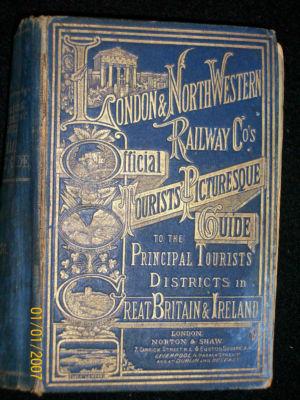 LONDON & NORTH WESTERN
RAILWAY CO'S
Official
TOURISTS PICTURESQUE
GUIDE
TO THE
PRINCIPAL TOURISTS'
DISTRICTS in
GREAT BRITAIN & IRELAND
LONDON.
NORTON & SHAW.
01/01/2007